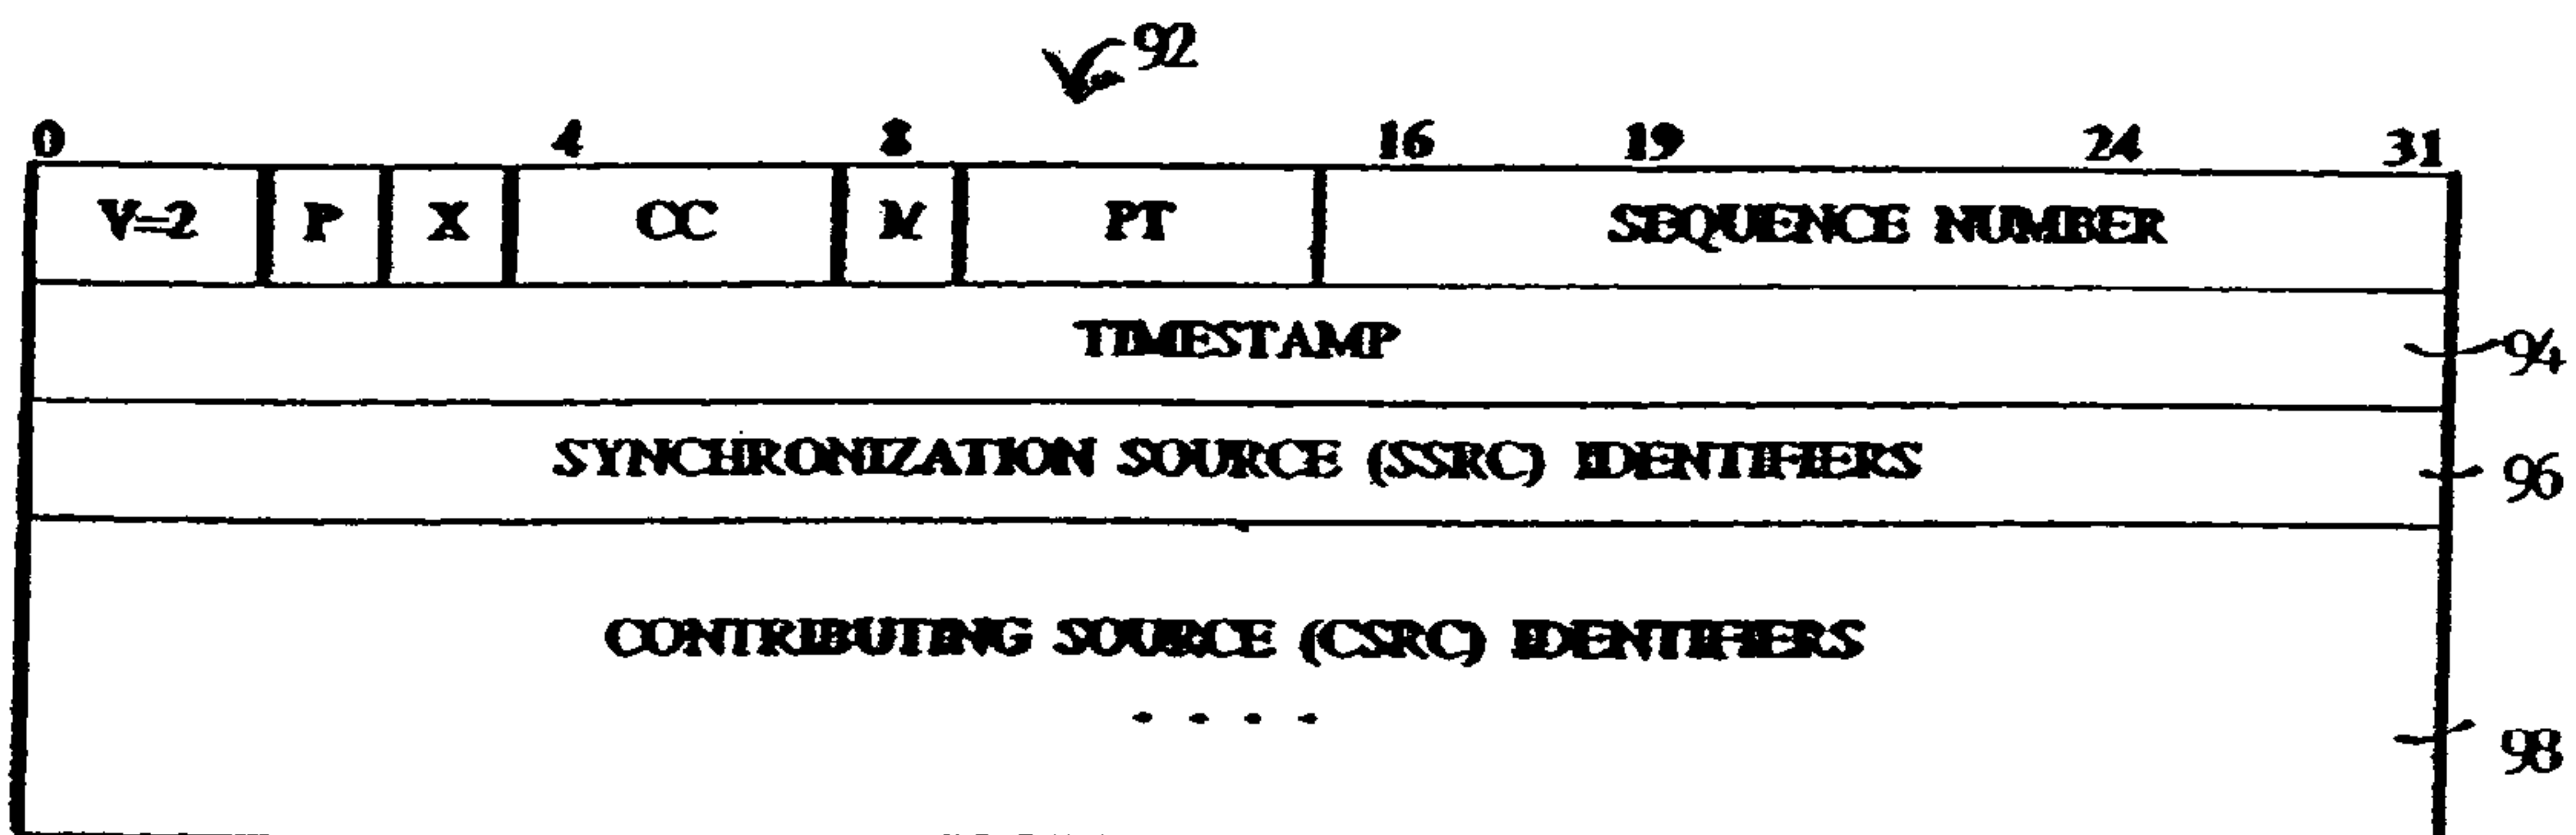 92
0 4 8 16 19 24 31
V=2 P X CC M PT SEQUENCE NUMBER
TIMESTAMP 94
SYNCHRONIZATION SOURCE (SSRC) IDENTIFIERS 96
CONTRIBUTING SOURCE (CSRC) IDENTIFIERS
. . . .
98